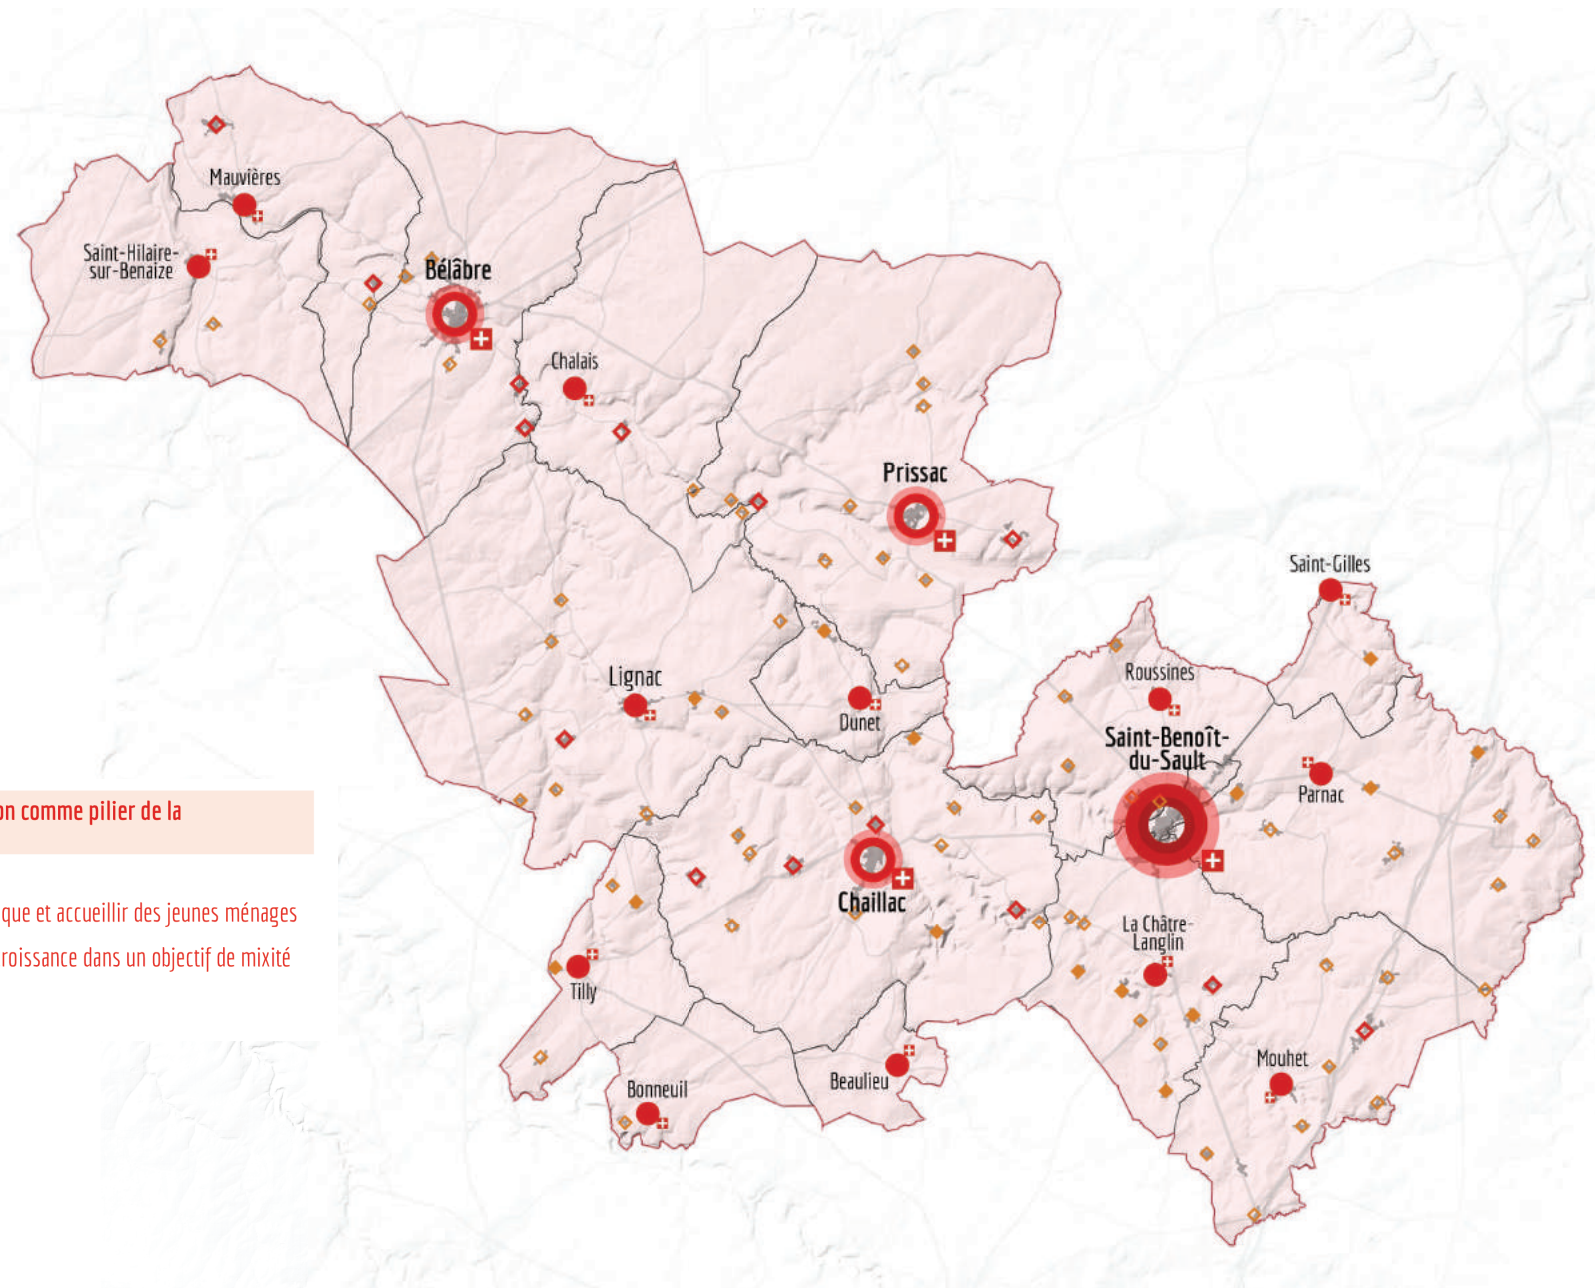 Mauvières
Saint-Hilaire-
sur-Benaize
Bélâbre
Chalais
Prissac
Saint-Gilles
Roussines
Lignac
Dunet
Saint-Benoît-
du-Sault
Parnac
on comme pilier de la
Chaillac
que et accueillir des jeunes ménages
La Châtre-
Langlin
roissance dans un objectif de mixité
Tilly
Mouhet
Beaulieu
Bonneuil